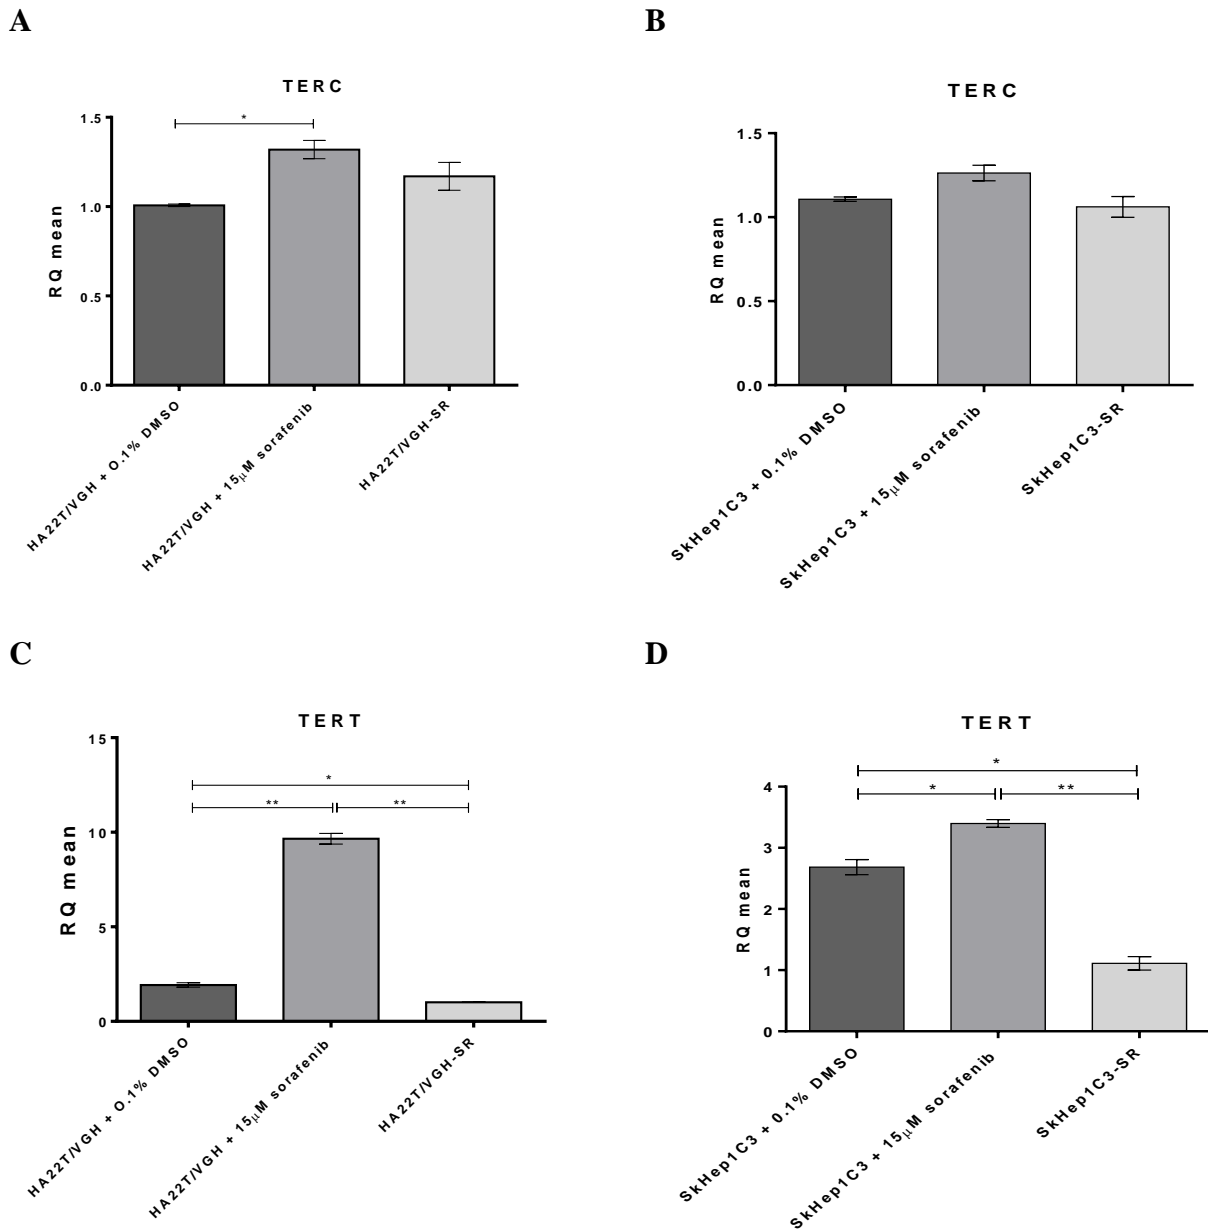 A
TERC
*
1.5
1.0
0.5
0.0
RQ mean
HA22T/VGH + O.1% DMSO
HA22T/VGH + 15µM sorafenib
HA22T/VGH-SR
B
TERC
1.5
1.0
0.5
0.0
RQ mean
SkHep1C3 + 0.1% DMSO
SkHep1C3 + 15µM sorafenib
SkHep1C3-SR
C
TERT
15
10
5
0
*
** **
RQ mean
HA22T/VGH + O.1% DMSO
HA22T/VGH + 15µM sorafenib
HA22T/VGH-SR
D
TERT
*
* **
4
3
2
1
0
RQ mean
SkHep1C3 + 0.1% DMSO
SkHep1C3 + 15µM sorafenib
SkHep1C3-SR